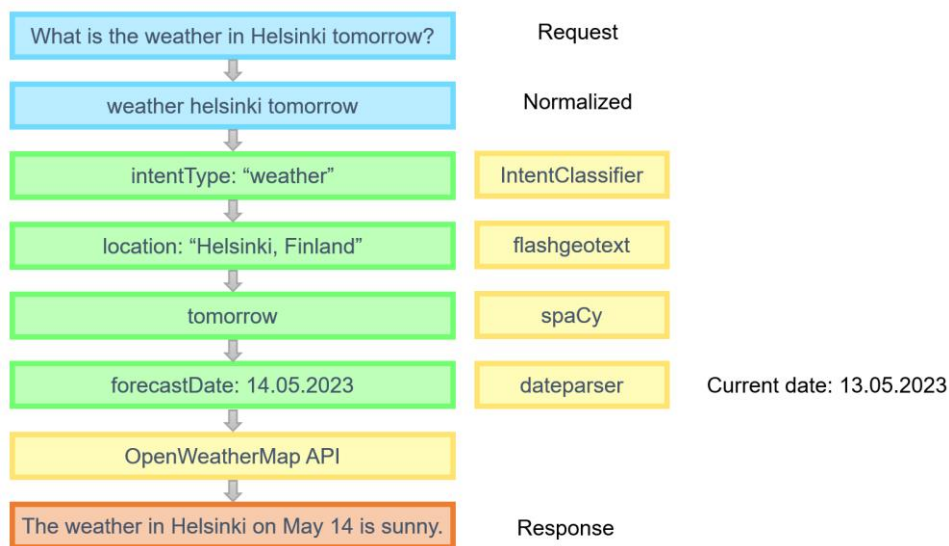 What is the weather in Helsinki tomorrow?
Request
weather helsinki tomorrow
Normalized
intentType: “weather”
IntentClassifier
location: “Helsinki, Finland”
flashgeotext
tomorrow
spaCy
forecastDate: 14.05.2023
dateparser
Current date: 13.05.2023
OpenWeatherMap API
The weather in Helsinki on May 14 is sunny.
Response